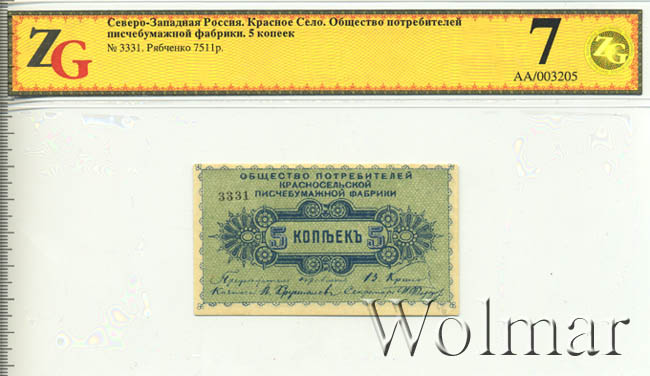 ZG
Северо-Западная Россия. Красное Село. Общество потребителей
писчебумажной фабрики. 5 копеек
№ 3331, Рябченко 7511р.
7
ZG
AA/003205
ОБЩЕСТВО ПОТРЕБИТЕЛЕЙ
КРАСНОСЕЛЬСКОЙ
3331 ПИСЧЕБУМАЖНОЙ ФАБРИКИ
5 КОПѢЕКЪ 5
Wolmar